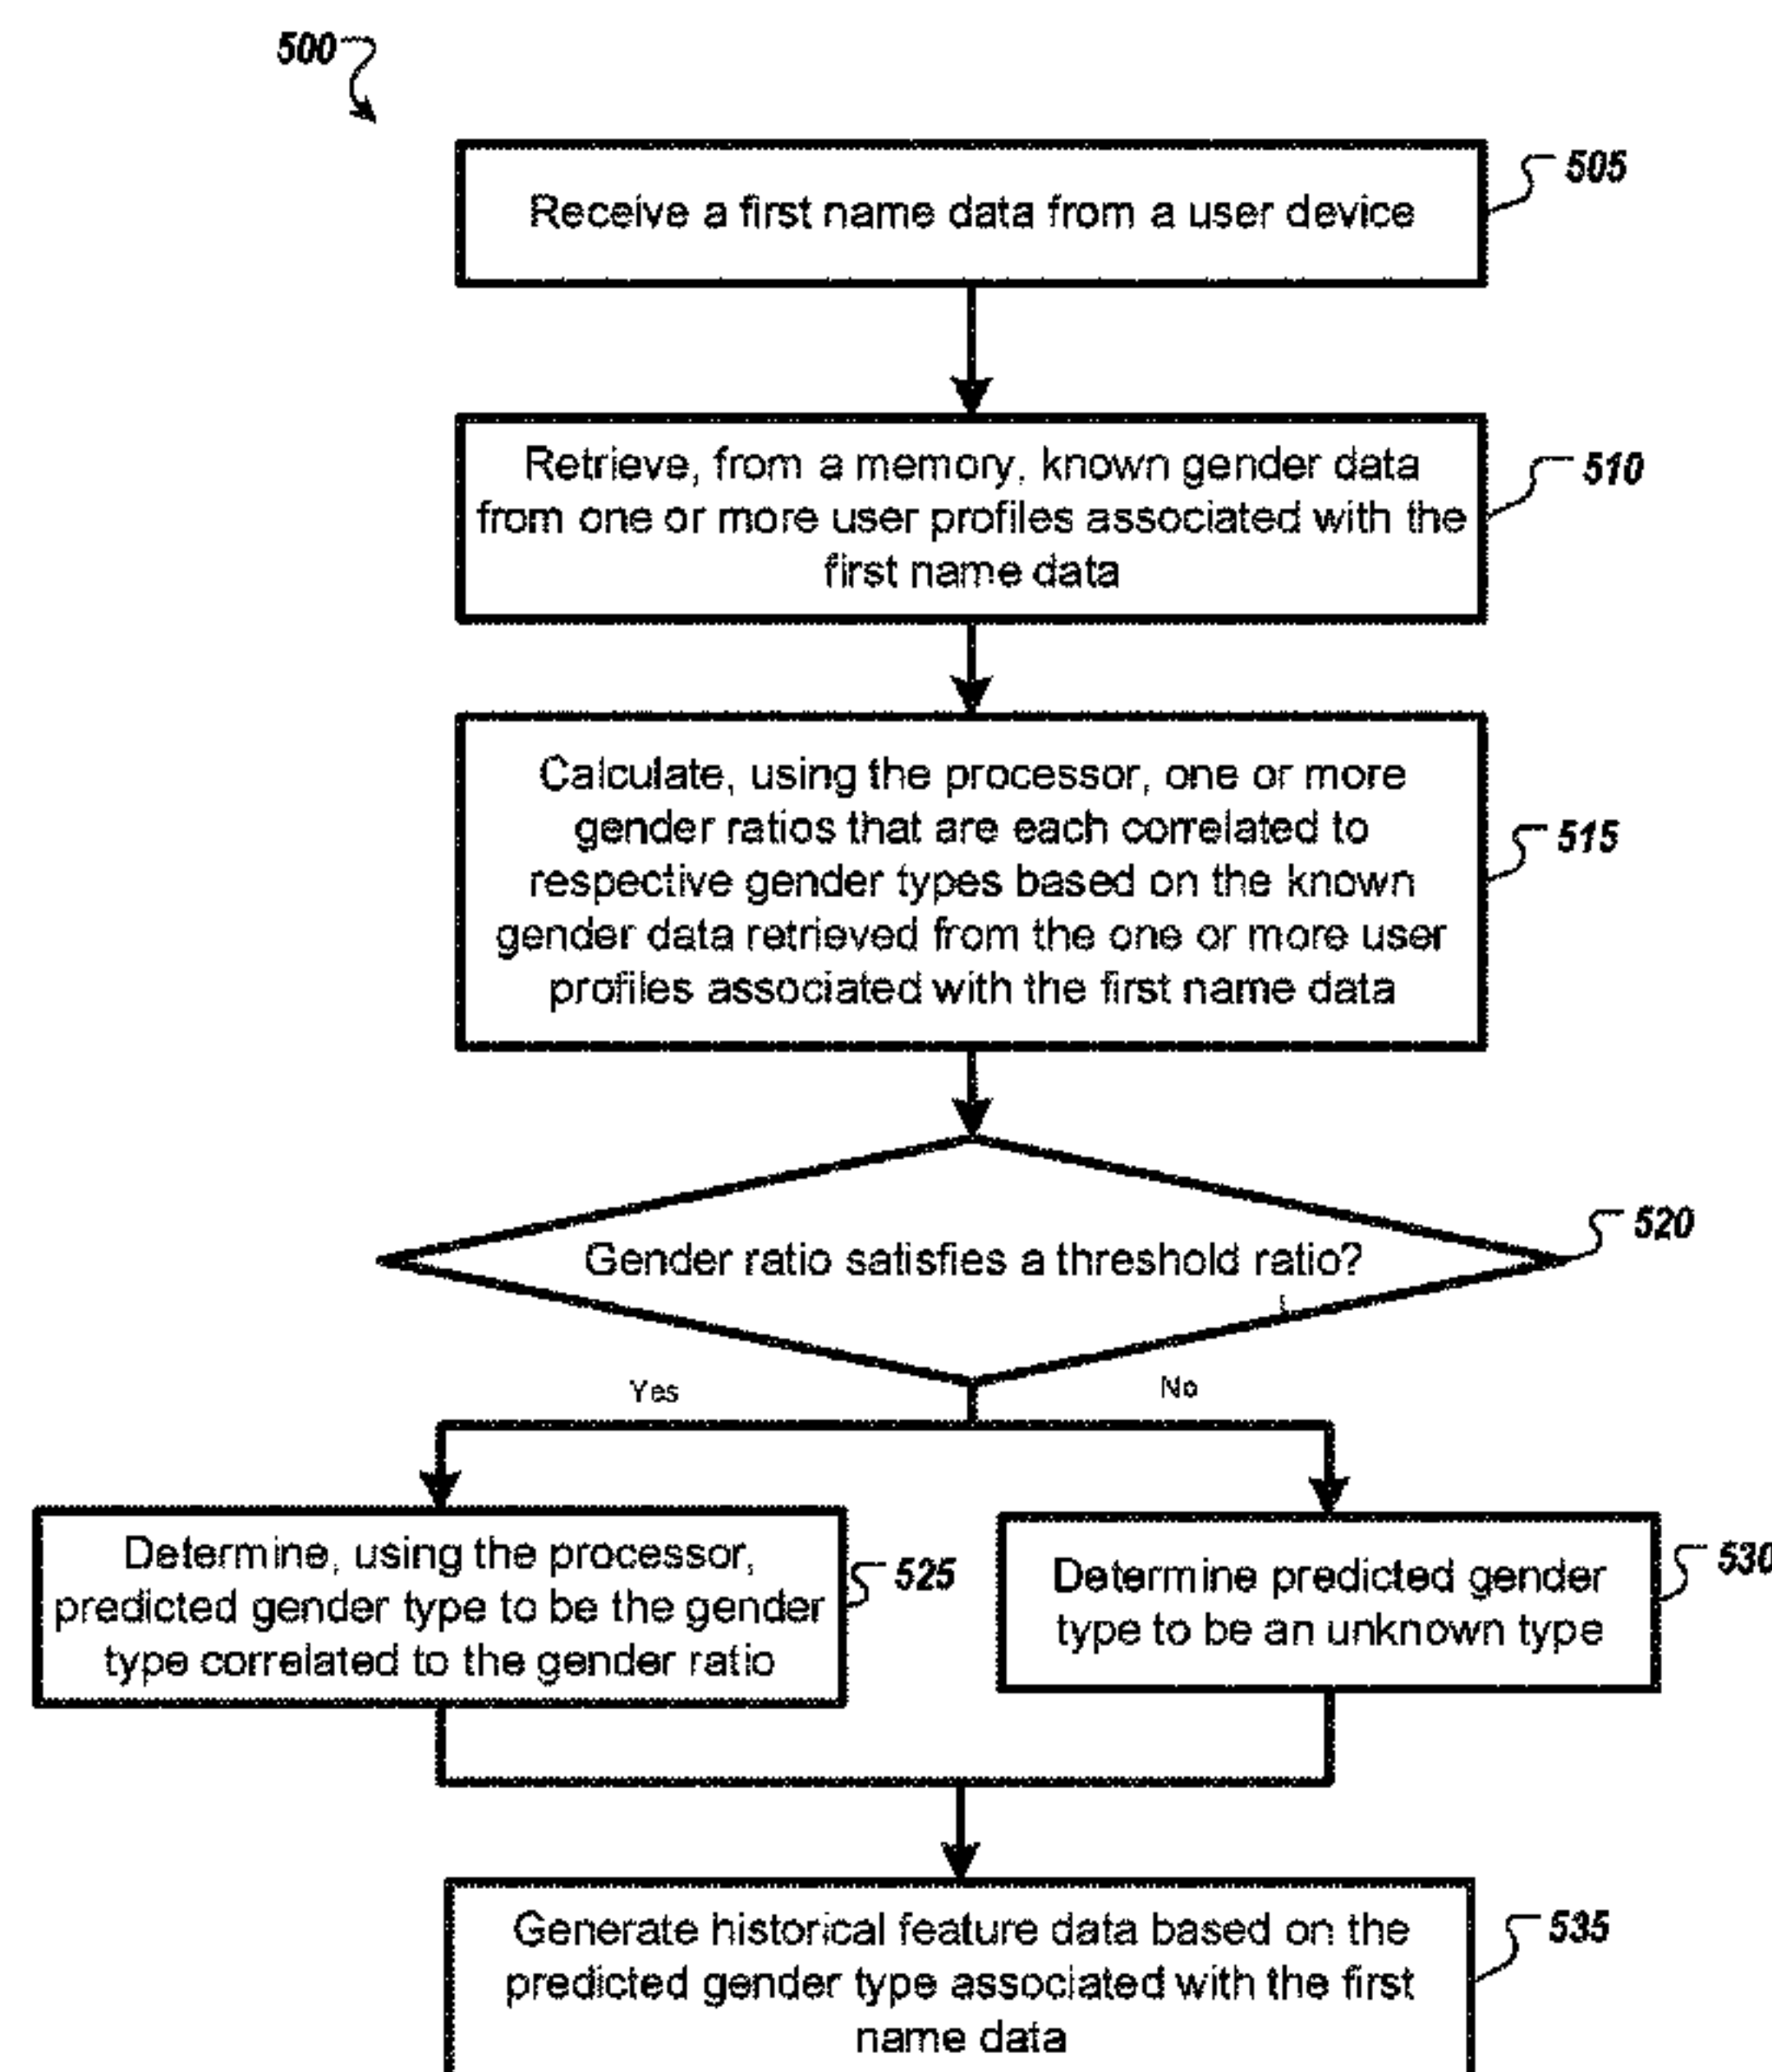 500
Receive a first name data from a user device
505
Retrieve, from a memory, known gender data
from one or more user profiles associated with the
first name data
510
Calculate, using the processor, one or more
gender ratios that are each correlated to
respective gender types based on the known
gender data retrieved from the one or more user
profiles associated with the first name data
515
Gender ratio satisfies a threshold ratio?
520
Yes
No
Determine, using the processor,
predicted gender type to be the gender
type correlated to the gender ratio
525
Determine predicted gender
type to be an unknown type
530
Generate historical feature data based on the
predicted gender type associated with the first
name data
535